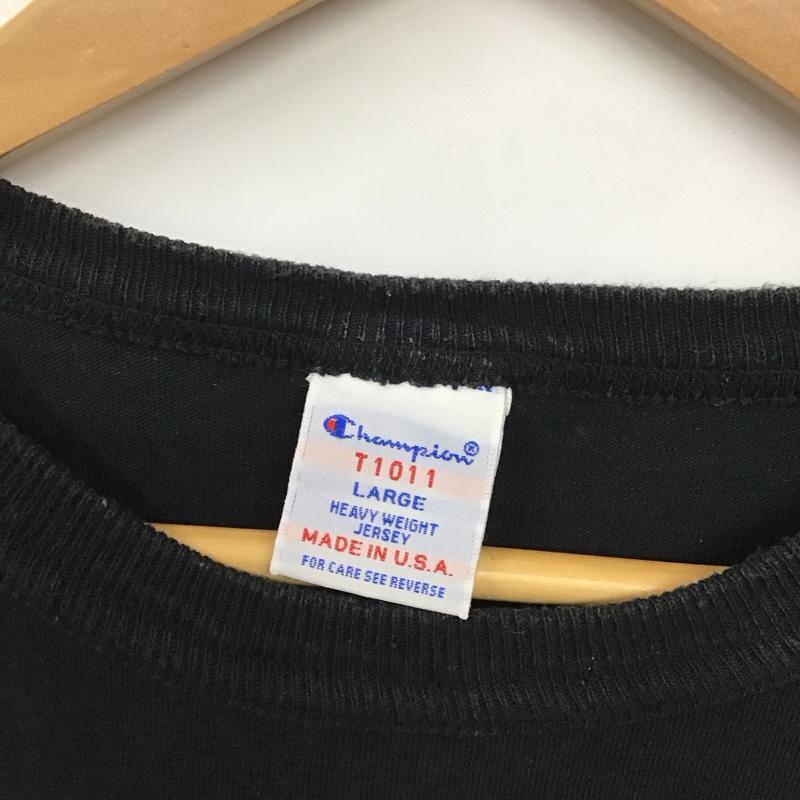 Champion®
T1011
LARGE
HEAVY WEIGHT
JERSEY
MADE IN U.S.A.
FOR CARE SEE REVERSE